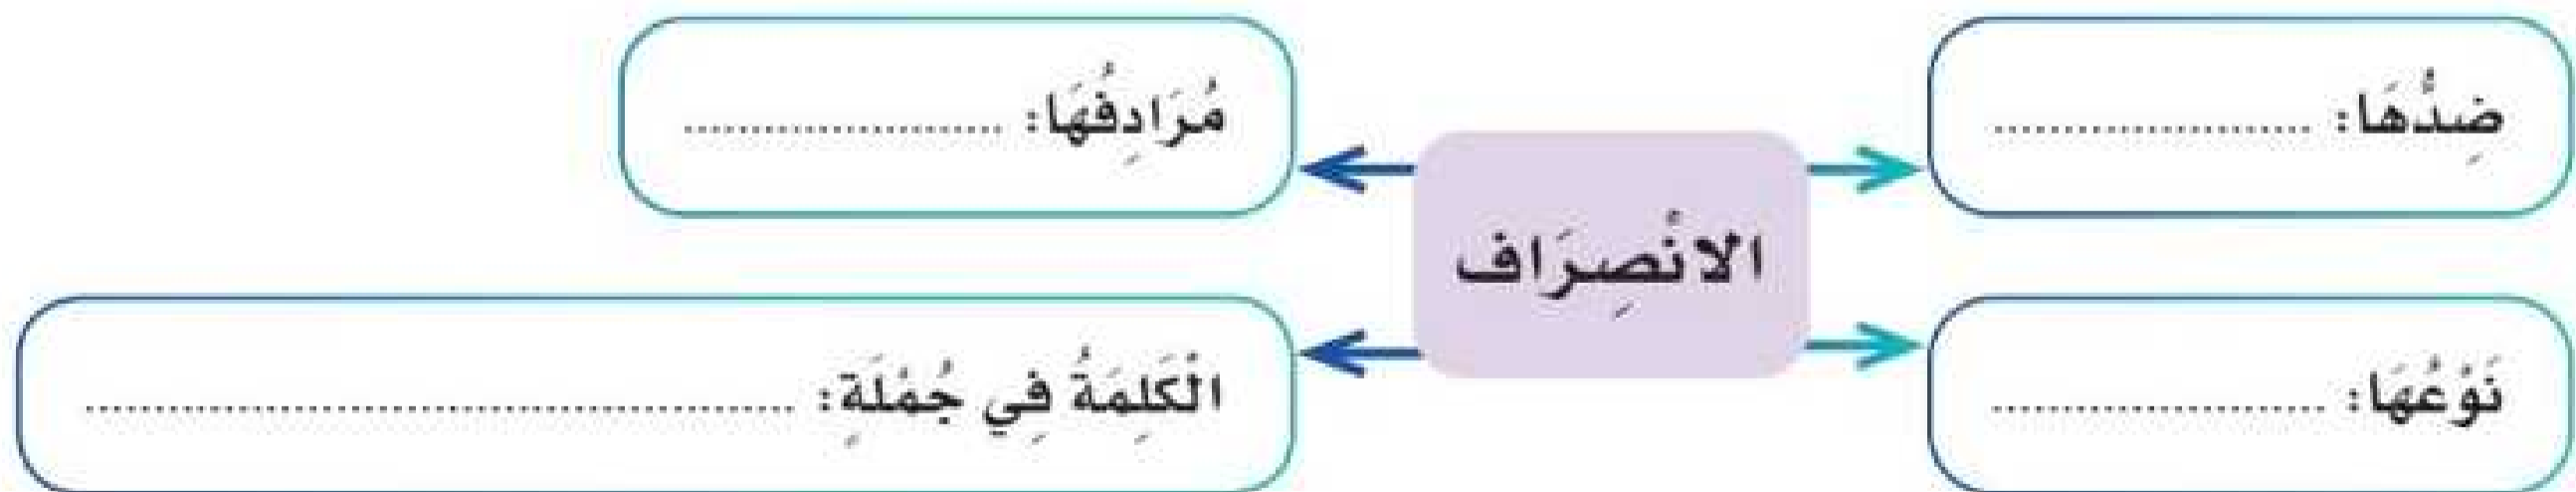 ضِدُّهَا: ....................
مُرَادِفُهَا: ....................
الانْصِرَاف
نَوْعُهَا: ....................
الْكَلِمَةُ فِي جُمْلَةٍ: ............................................